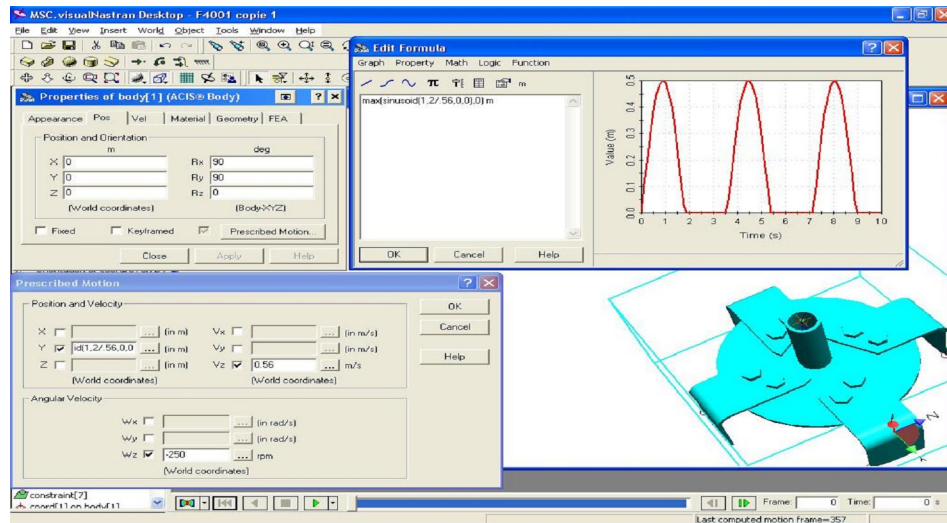 MSC.visualNastran Desktop - F4001 copie 1
File Edit View Insert World Object Tools Window Help
Edit Formula
Graph Property Math Logic Function
π m
max(sinusoid(1,2/.56,0,0),0) m
OK Cancel Help
Value (m)
0.5
0.4
0.3
0.2
0.1
0.0
0 1 2 3 4 5 6 7 8 9 10
Time (s)
Properties of body[1] (ACIS® Body)
Appearance Pos Vel Material Geometry FEA
Position and Orientation
m deg
X 0 Rx 90
Y 0 Ry 90
Z 0 Rz 0
(World coordinates) (Body-XYZ)
Fixed Keyframed Prescribed Motion...
Close Apply Help
Prescribed Motion
Position and Velocity
X ... (in m) Vx ... (in m/s)
Y id(1,2/.56,0,0 ... (in m) Vy ... (in m/s)
Z ... (in m) Vz 0.56 ... m/s
(World coordinates) (World coordinates)
OK
Cancel
Help
Angular Velocity
Wx ... (in rad/s)
Wy ... (in rad/s)
Wz -250 ... rpm
(World coordinates)
constraint[7]
coord[1] on body[1]
Frame: 0 Time: 0 s
Last computed motion frame=357